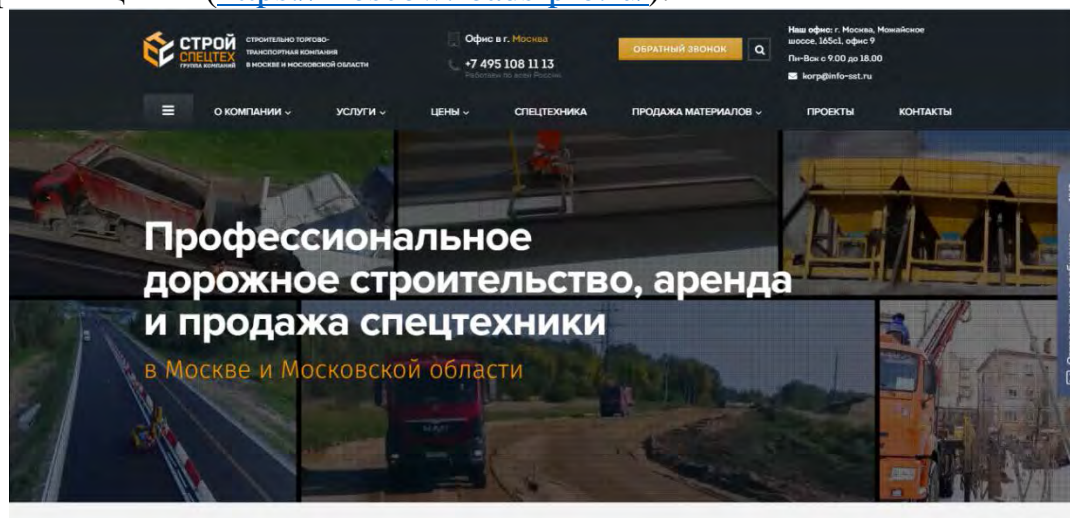 СТРОЙ
СПЕЦТЕХ
ГРУППА КОМПАНИЙ
СТРОИТЕЛЬНО ТОРГОВО-
ТРАНСПОРТНАЯ КОМПАНИЯ
В МОСКВЕ И МОСКОВСКОЙ ОБЛАСТИ
Офис в г. Москва
+7 495 108 11 13
Работаем по всей России
ОБРАТНЫЙ ЗВОНОК
Наш офис: г. Москва, Можайское
шоссе, 165с1, офис 9
Пн-Вск с 9.00 до 18.00
korp@info-sst.ru
О КОМПАНИИ
УСЛУГИ
ЦЕНЫ
СПЕЦТЕХНИКА
ПРОДАЖА МАТЕРИАЛОВ
ПРОЕКТЫ
КОНТАКТЫ
Профессиональное
дорожное строительство, аренда
и продажа спецтехники
в Москве и Московской области